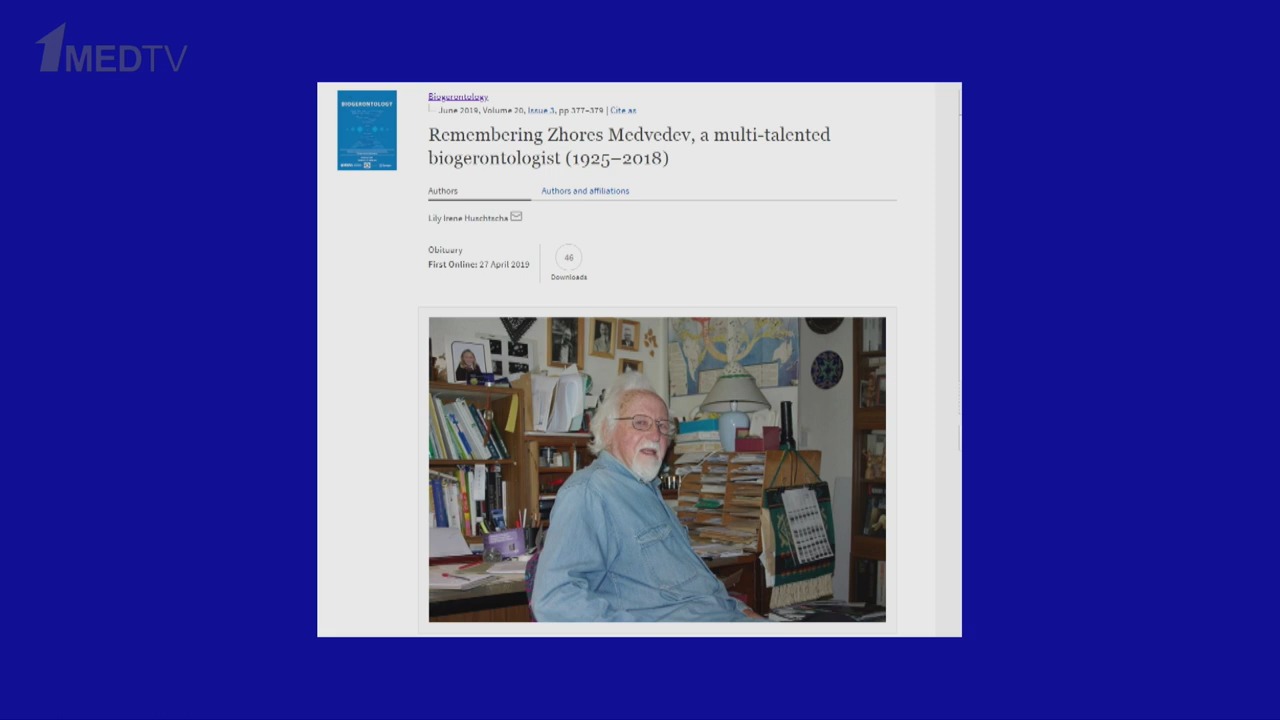 1MEDTV
BIOGERONTOLOGY
Biogerontology
June 2019, Volume 20, Issue 3, pp 377–379 | Cite as
Remembering Zhores Medvedev, a multi-talented
biogerontologist (1925–2018)
Authors
Authors and affiliations
Lily Irene Huschtscha
Obituary
First Online: 27 April 2019
46
Downloads